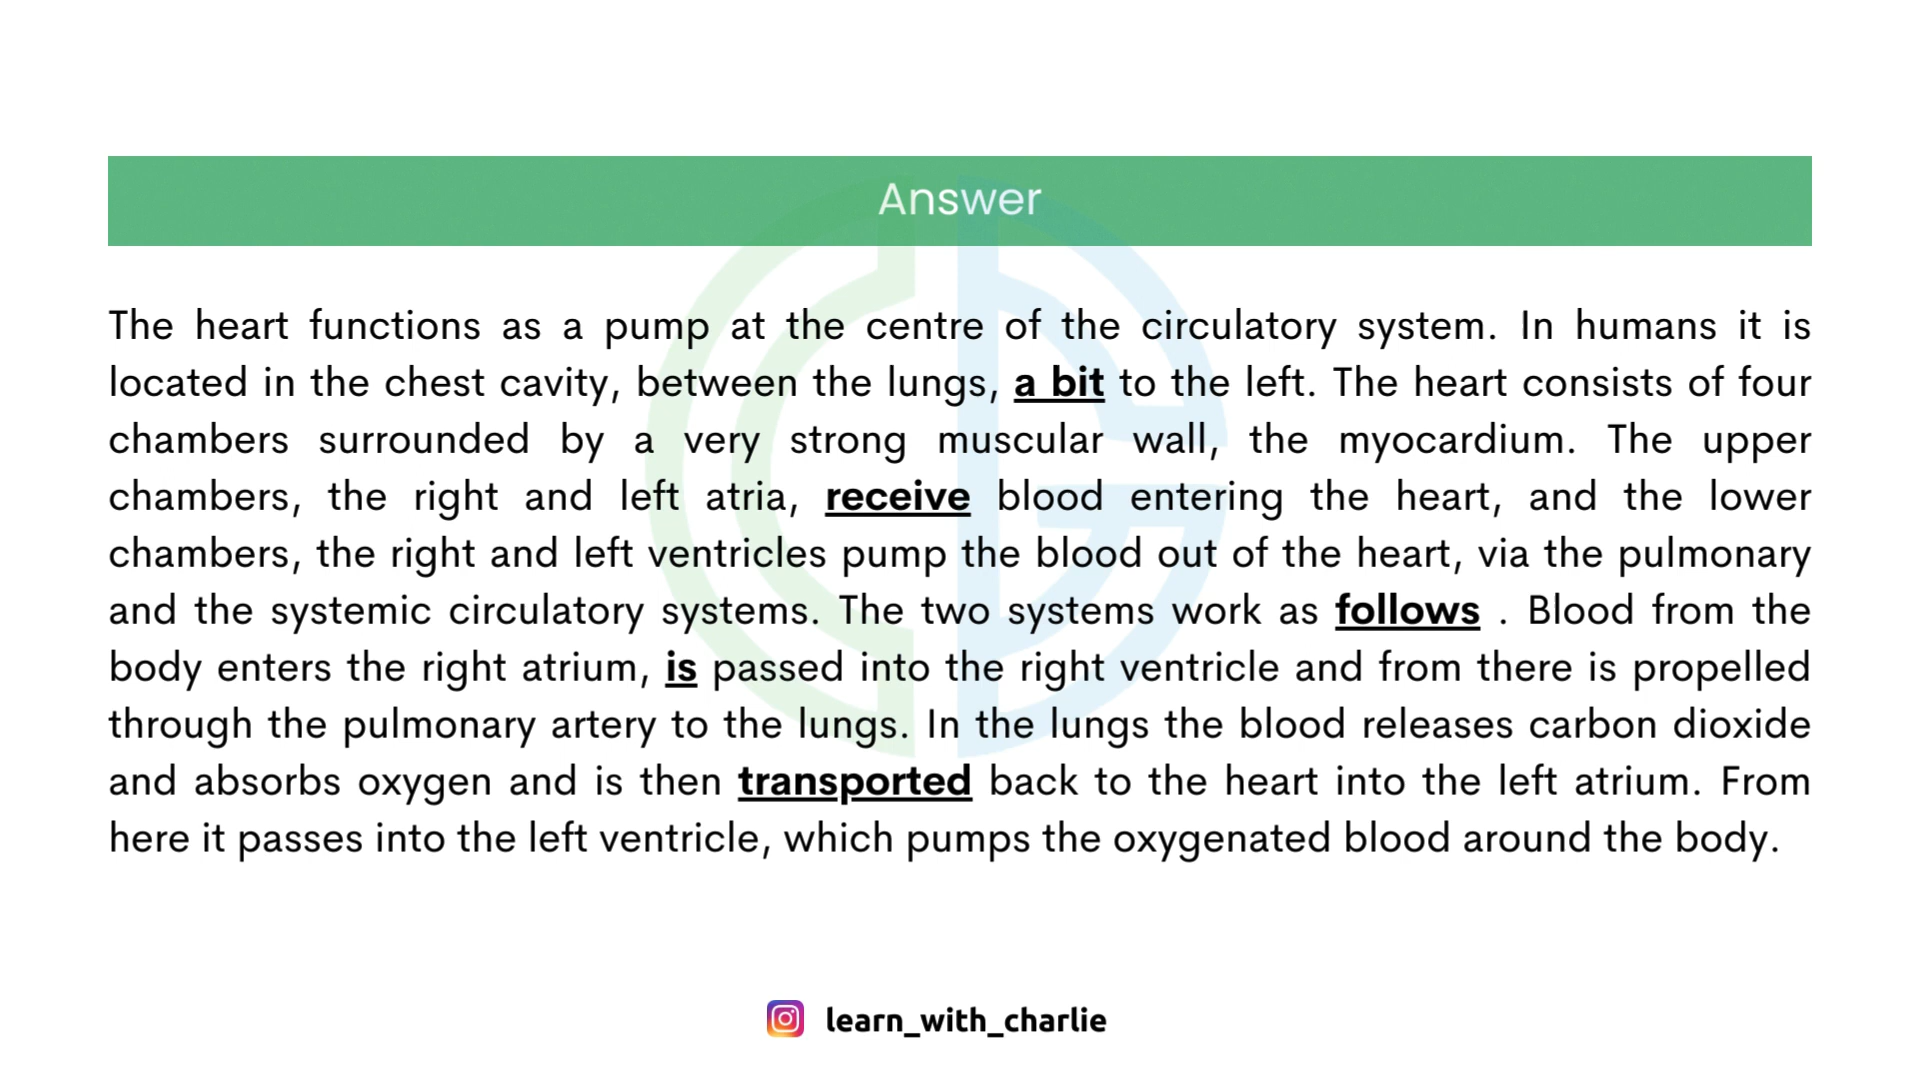 Answer
The heart functions as a pump at the centre of the circulatory system. In humans it is
located in the chest cavity, between the lungs, a bit to the left. The heart consists of four
chambers surrounded by a very strong muscular wall, the myocardium. The upper
chambers, the right and left atria, receive blood entering the heart, and the lower
chambers, the right and left ventricles pump the blood out of the heart, via the pulmonary
and the systemic circulatory systems. The two systems work as follows . Blood from the
body enters the right atrium, is passed into the right ventricle and from there is propelled
through the pulmonary artery to the lungs. In the lungs the blood releases carbon dioxide
and absorbs oxygen and is then transported back to the heart into the left atrium. From
here it passes into the left ventricle, which pumps the oxygenated blood around the body.
learn_with_charlie